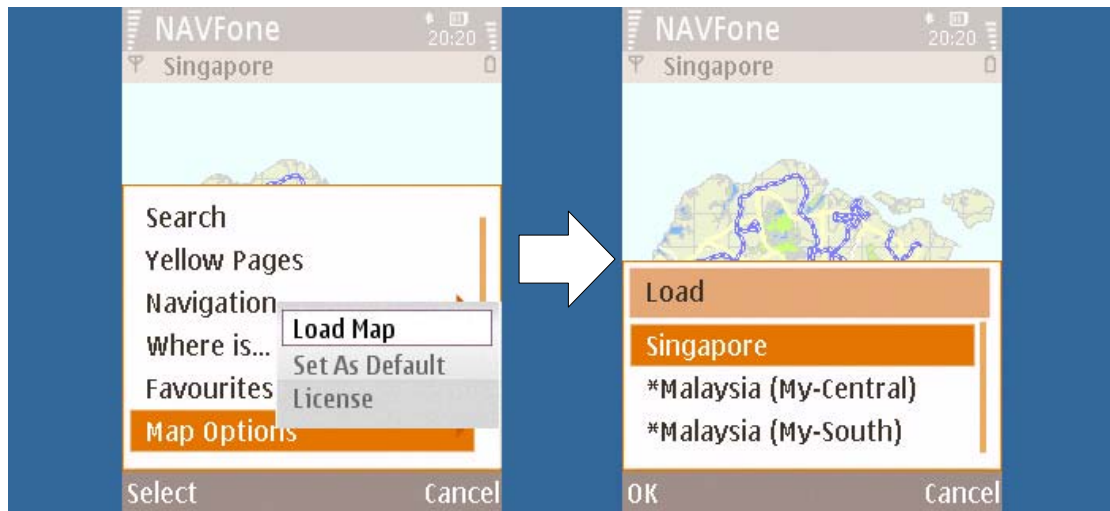 NAVFone
20:20
Singapore
Search
Yellow Pages
Navigation
Where is...
Favourites
Map Options
Load Map
Set As Default
License
Select Cancel
NAVFone
20:20
Singapore
Load
Singapore
*Malaysia (My-Central)
*Malaysia (My-South)
OK Cancel